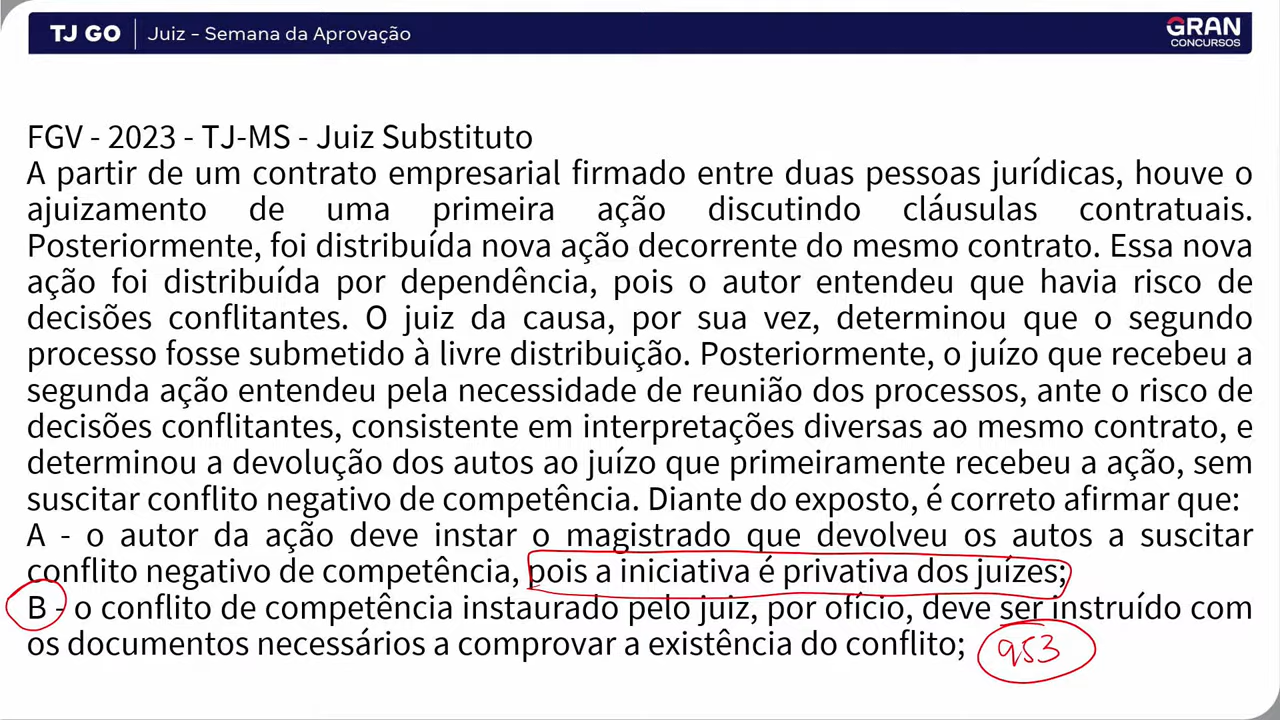 TJ GO | Juiz – Semana da Aprovação
GRAN
CONCURSOS
FGV - 2023 - TJ-MS - Juiz Substituto
A partir de um contrato empresarial firmado entre duas pessoas jurídicas, houve o
ajuizamento de uma primeira ação discutindo cláusulas contratuais.
Posteriormente, foi distribuída nova ação decorrente do mesmo contrato. Essa nova
ação foi distribuída por dependência, pois o autor entendeu que havia risco de
decisões conflitantes. O juiz da causa, por sua vez, determinou que o segundo
processo fosse submetido à livre distribuição. Posteriormente, o juízo que recebeu a
segunda ação entendeu pela necessidade de reunião dos processos, ante o risco de
decisões conflitantes, consistente em interpretações diversas ao mesmo contrato, e
determinou a devolução dos autos ao juízo que primeiramente recebeu a ação, sem
suscitar conflito negativo de competência. Diante do exposto, é correto afirmar que:
A - o autor da ação deve instar o magistrado que devolveu os autos a suscitar
conflito negativo de competência, pois a iniciativa é privativa dos juízes;
B - o conflito de competência instaurado pelo juiz, por ofício, deve ser instruído com
os documentos necessários a comprovar a existência do conflito;
953